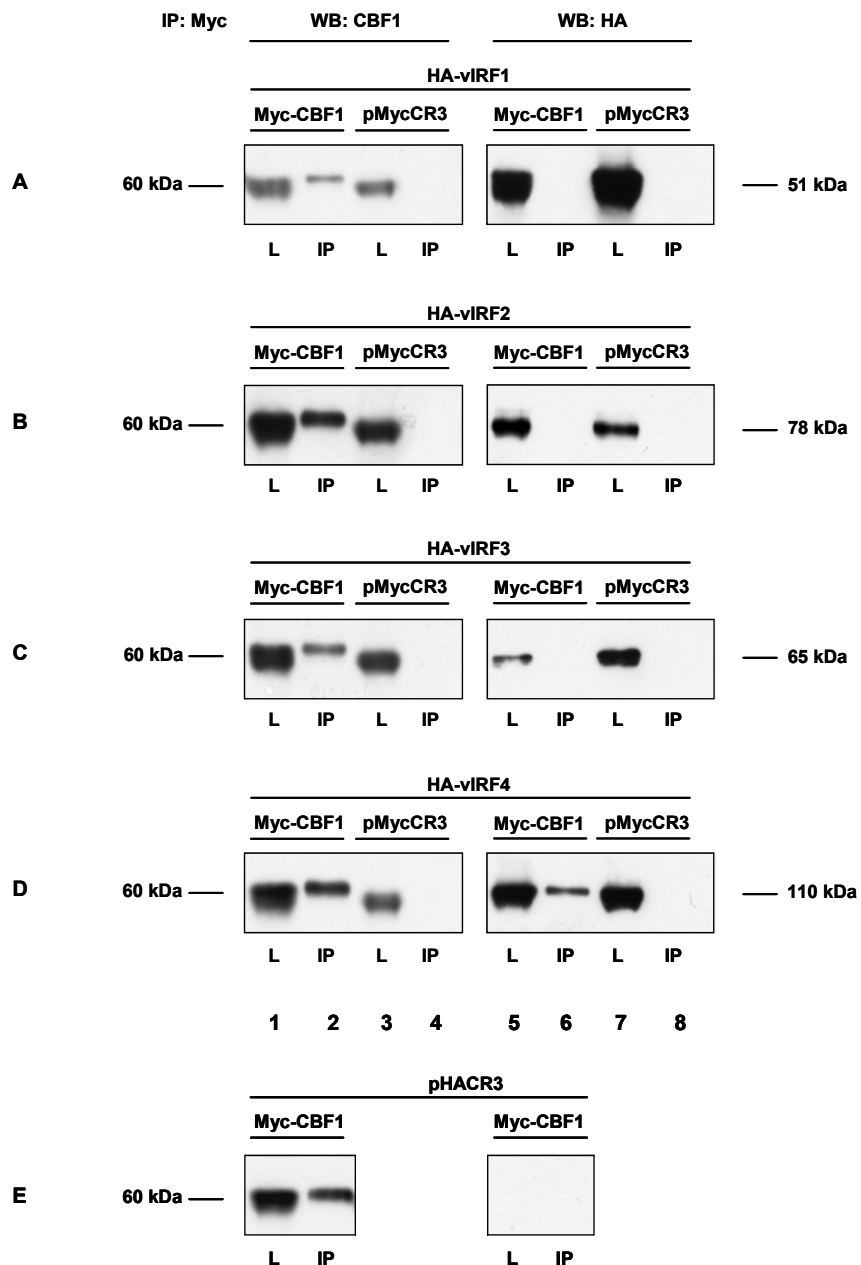 IP: Myc WB: CBF1 WB: HA
HA-vIRF1
Myc-CBF1 pMycCR3 Myc-CBF1 pMycCR3
A 60 kDa 51 kDa
L IP L IP L IP L IP
HA-vIRF2
Myc-CBF1 pMycCR3 Myc-CBF1 pMycCR3
B 60 kDa 78 kDa
L IP L IP L IP L IP
HA-vIRF3
Myc-CBF1 pMycCR3 Myc-CBF1 pMycCR3
C 60 kDa 65 kDa
L IP L IP L IP L IP
HA-vIRF4
Myc-CBF1 pMycCR3 Myc-CBF1 pMycCR3
D 60 kDa 110 kDa
L IP L IP L IP L IP
1 2 3 4 5 6 7 8
pHACR3
Myc-CBF1 Myc-CBF1
E 60 kDa
L IP L IP